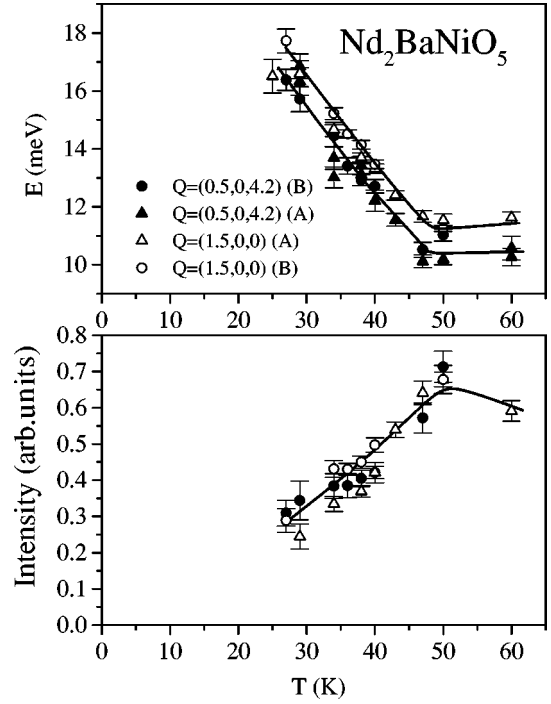 Nd₂BaNiO₅
E (meV)
18
16
14
12
10
Q=(0.5,0,4.2) (B)
Q=(0.5,0,4.2) (A)
Q=(1.5,0,0) (A)
Q=(1.5,0,0) (B)
0 10 20 30 40 50 60
Intensity (arb.units)
0.8
0.7
0.6
0.5
0.4
0.3
0.2
0.1
0.0
0 10 20 30 40 50 60
T (K)